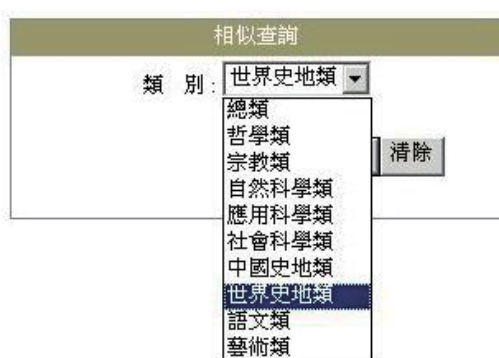 相似查詢
類 別：世界史地類
總類
哲學類
宗教類
清除
自然科學類
應用科學類
社會科學類
中國史地類
世界史地類
語文類
藝術類